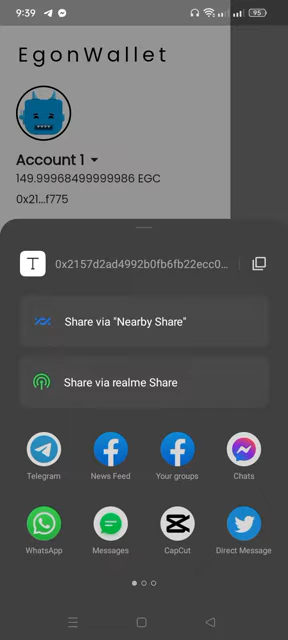 9:39
95
EgonWallet
Account 1
149.99968499999986 EGC
0x21...f775
T
0x2157d2ad4992b0fb6fb22ecc0...
Share via "Nearby Share"
Share via realme Share
Telegram
News Feed
Your groups
Chats
WhatsApp
Messages
CapCut
Direct Message